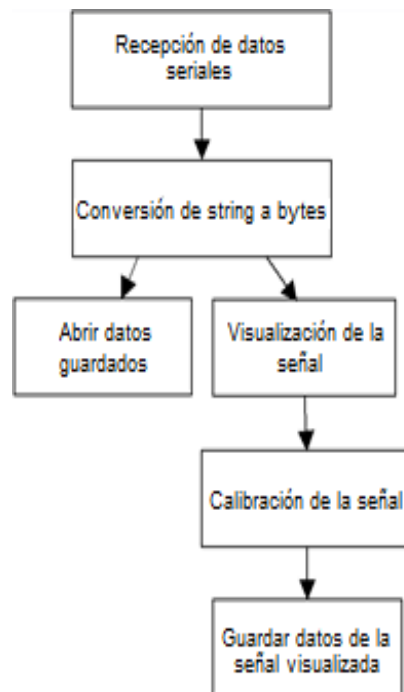 Recepción de datos
seriales
Conversión de string a bytes
Abrir datos
guardados
Visualización de la
señal
Calibración de la señal
Guardar datos de la
señal visualizada